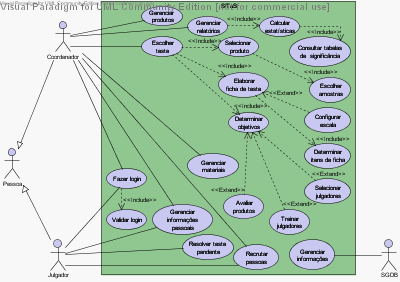 Visual Paradigm for UML Community Edition [not for commercial use]
SITAS
Gerenciar
produtos
Gerenciar
relatórios
<<Include>>
Calcular
estatísticas
<<Include>>
Consultar tabelas
de significância
Coordenador
Escolher
teste
<<Include>>
Selecionar
produto
<<Include>>
<<Include>>
Elaborar
ficha de teste
Escolher
amostras
<<Extend>>
<<Include>>
Determinar
objetivos
Configurar
escala
<<Include>>
Determinar
itens de ficha
Pessoa
Gerenciar
materiais
Fazer login
<<Include>>
<<Extend>>
<<Include>>
Selecionar
julgadores
Avaliar
produtos
<<Extend>>
Validar login
Gerenciar
informações
pessoais
Treinar
julgadores
Resolver teste
pendente
Recrutar
pessoas
Gerenciar
informações
Julgador
SGDB